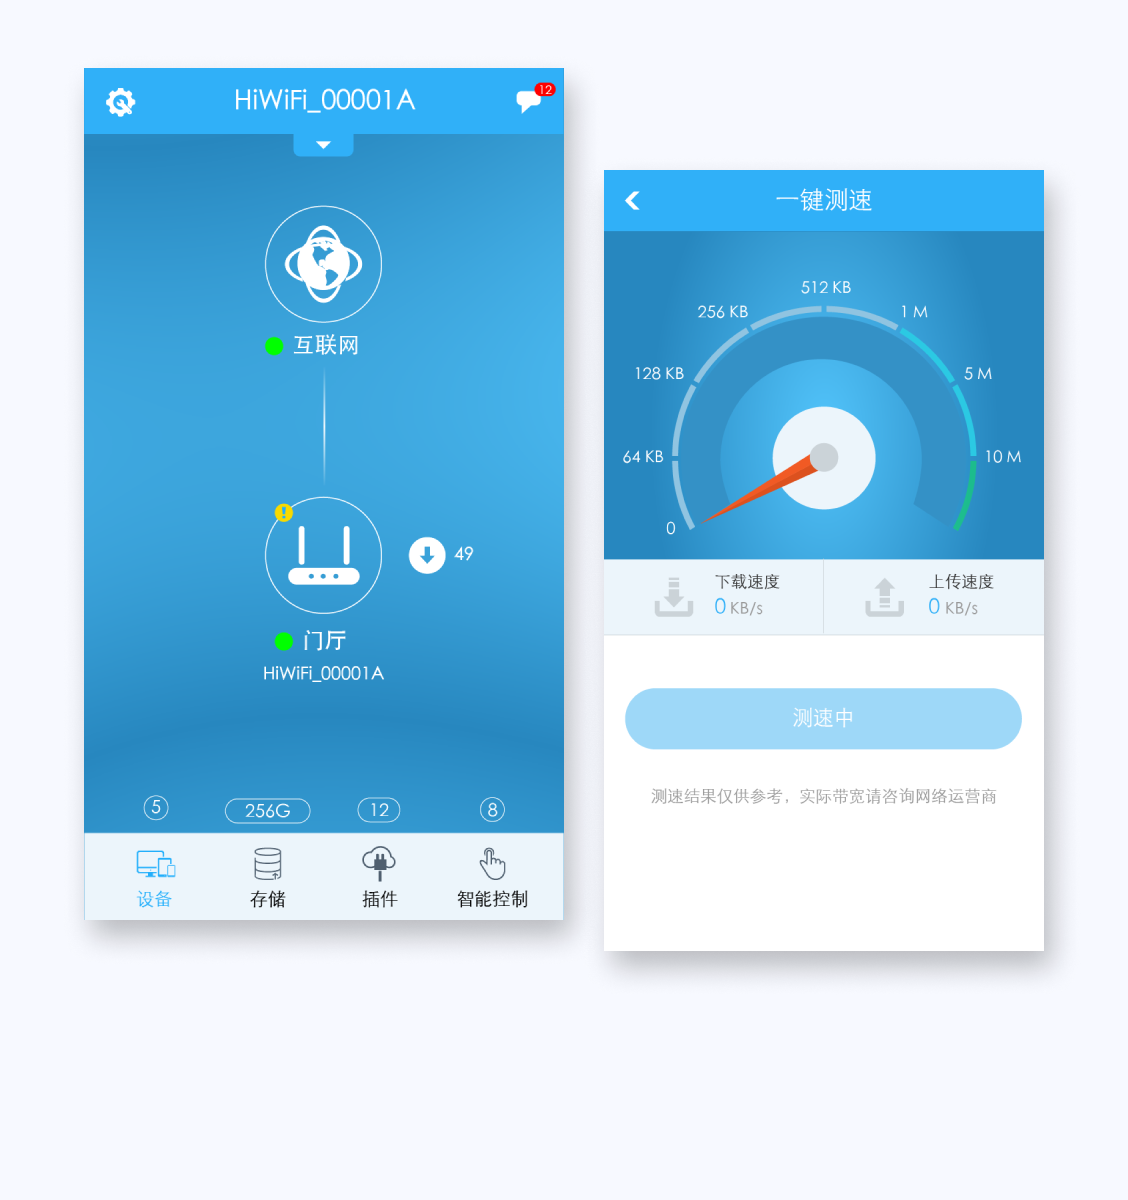 HiWiFi_00001A
12
互联网
49
门厅
HiWiFi_00001A
5
256G
12
8
设备
存储
插件
智能控制
一键测速
512 KB
256 KB
1 M
128 KB
5 M
64 KB
10 M
0
下载速度
0 KB/s
上传速度
0 KB/s
测速中
测速结果仅供参考，实际带宽请咨询网络运营商